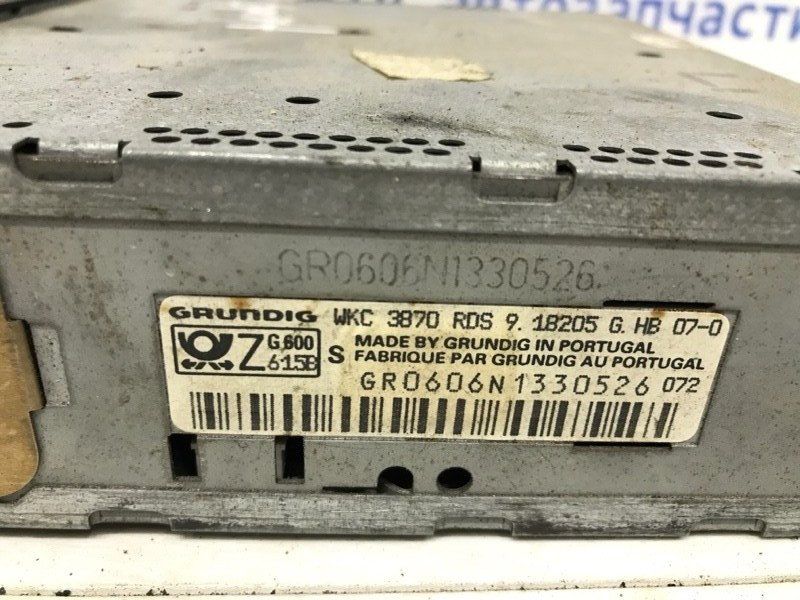 автозапчасти
GR0606N1330526
GRUNDIG WKC 3870 RDS 9.18205 G. HB 07-0
Z G.600 615B S MADE BY GRUNDIG IN PORTUGAL
FABRIQUE PAR GRUNDIG AU PORTUGAL
GR0606N1330526 072